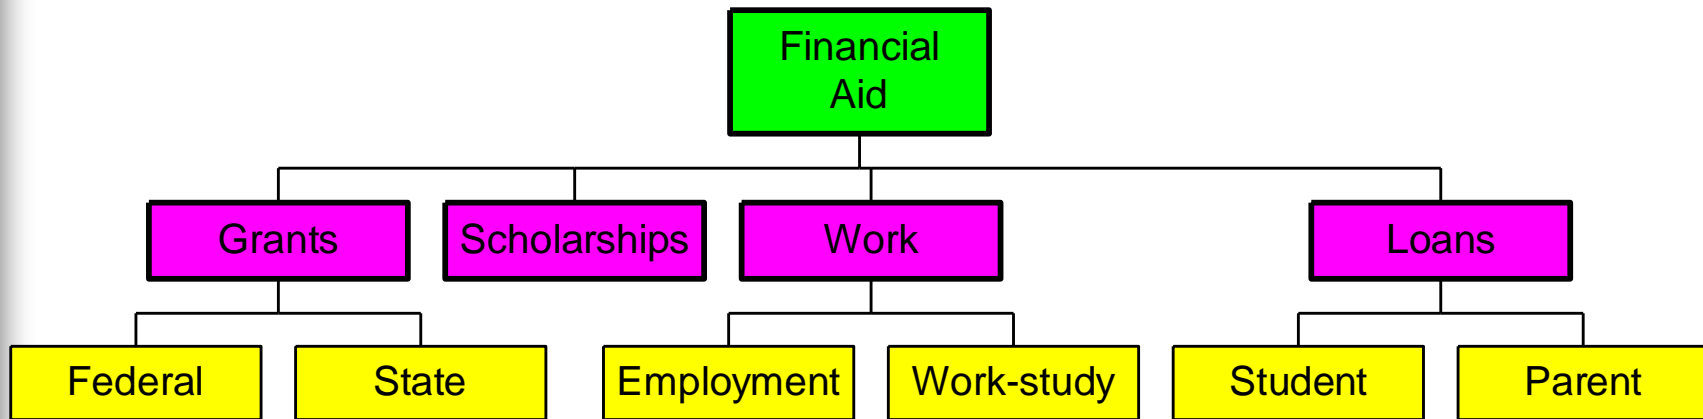 Financial
Aid
Grants
Scholarships
Work
Loans
Federal
State
Employment
Work-study
Student
Parent